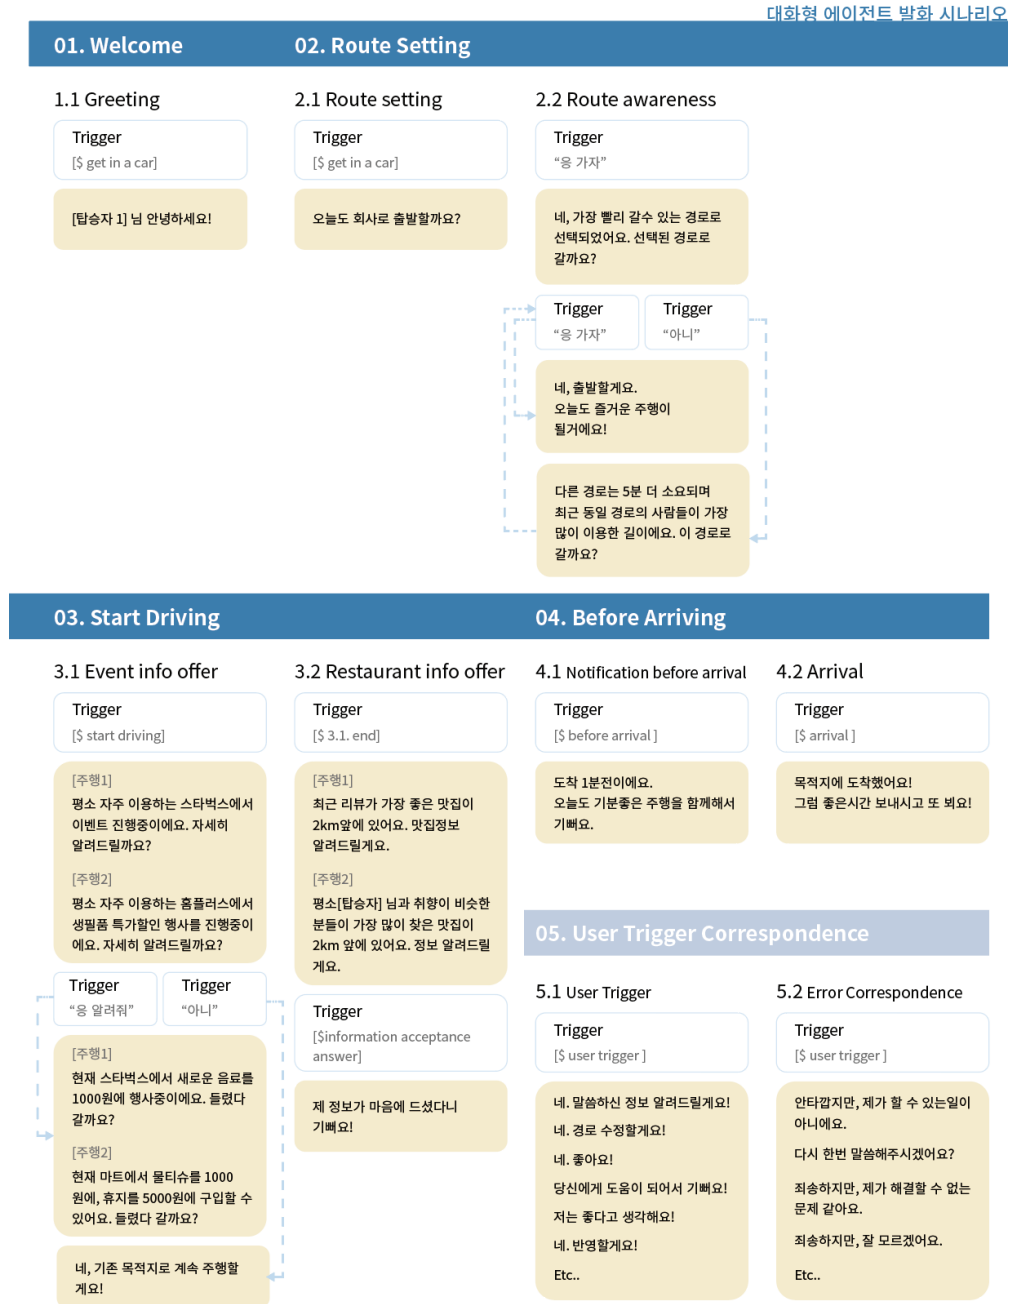 대화형 에이전트 발화 시나리오
01. Welcome
02. Route Setting
1.1 Greeting
Trigger
[$ get in a car]
[탑승자 1] 님 안녕하세요!
2.1 Route setting
Trigger
[$ get in a car]
오늘도 회사로 출발할까요?
2.2 Route awareness
Trigger
“응 가자”
네, 가장 빨리 갈수 있는 경로로
선택되었어요. 선택된 경로로
갈까요?
Trigger
“응 가자”
Trigger
“아니”
네, 출발할게요.
오늘도 즐거운 주행이
될거에요!
다른 경로는 5분 더 소요되며
최근 동일 경로의 사람들이 가장
많이 이용한 길이에요. 이 경로로
갈까요?
03. Start Driving
04. Before Arriving
3.1 Event info offer
Trigger
[$ start driving]
[주행1]
평소 자주 이용하는 스타벅스에서
이벤트 진행중이에요. 자세히
알려드릴까요?
[주행2]
평소 자주 이용하는 홈플러스에서
생필품 특가할인 행사를 진행중이
에요. 자세히 알려드릴까요?
Trigger
“응 알려줘”
Trigger
“아니”
[주행1]
현재 스타벅스에서 새로운 음료를
1000원에 행사중이에요. 들렸다
갈까요?
[주행2]
현재 마트에서 물티슈를 1000
원에, 휴지를 5000원에 구입할 수
있어요. 들렸다 갈까요?
네, 기존 목적지로 계속 주행할
게요!
3.2 Restaurant info offer
Trigger
[$ 3.1. end]
[주행1]
최근 리뷰가 가장 좋은 맛집이
2km앞에 있어요. 맛집정보
알려드릴게요.
[주행2]
평소[탑승자] 님과 취향이 비슷한
분들이 가장 많이 찾은 맛집이
2km 앞에 있어요. 정보 알려드릴
게요.
Trigger
[$information acceptance
answer]
제 정보가 마음에 드셨다니
기뻐요!
4.1 Notification before arrival
Trigger
[$ before arrival ]
도착 1분전이에요.
오늘도 기분좋은 주행을 함께해서
기뻐요.
4.2 Arrival
Trigger
[$ arrival ]
목적지에 도착했어요!
그럼 좋은시간 보내시고 또 뵈요!
05. User Trigger Correspondence
5.1 User Trigger
Trigger
[$ user trigger ]
네. 말씀하신 정보 알려드릴게요!
네. 경로 수정할게요!
네. 좋아요!
당신에게 도움이 되어서 기뻐요!
저는 좋다고 생각해요!
네. 반영할게요!
Etc..
5.2 Error Correspondence
Trigger
[$ user trigger ]
안타깝지만, 제가 할 수 있는일이
아니에요.
다시 한번 말씀해주시겠어요?
죄송하지만, 제가 해결할 수 없는
문제 같아요.
죄송하지만, 잘 모르겠어요.
Etc..